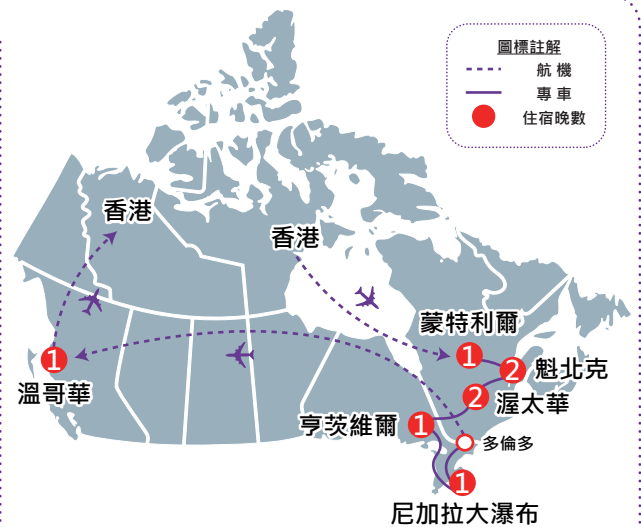 圖標註解
航機
專車
住宿晚數
香港
香港
蒙特利爾
1
2
魁北克
1
溫哥華
2
渥太華
亨茨維爾
1
多倫多
1
尼加拉大瀑布